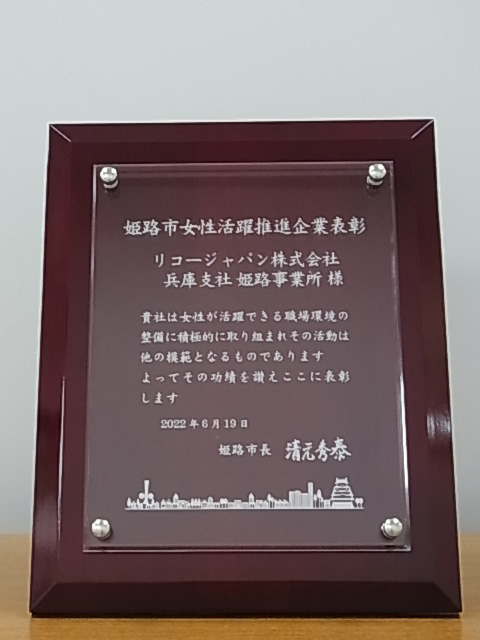 姫路市女性活躍推進企業表彰
リコージャパン株式会社
兵庫支社 姫路事業所 様
貴社は女性が活躍できる職場環境の
整備に積極的に取り組まれその活動は
他の模範となるものであります
よってその功績を讃えここに表彰
します
2022年6月19日
姫路市長 清元秀泰